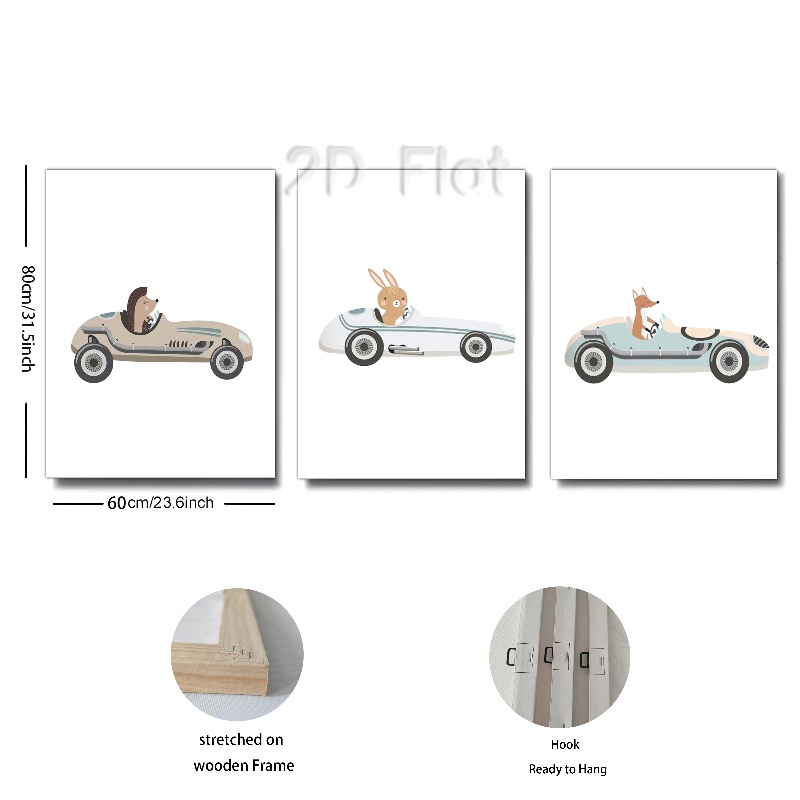 2D Flat
80cm/31.5inch
60cm/23.6inch
stretched on
wooden Frame
Hook
Ready to Hang